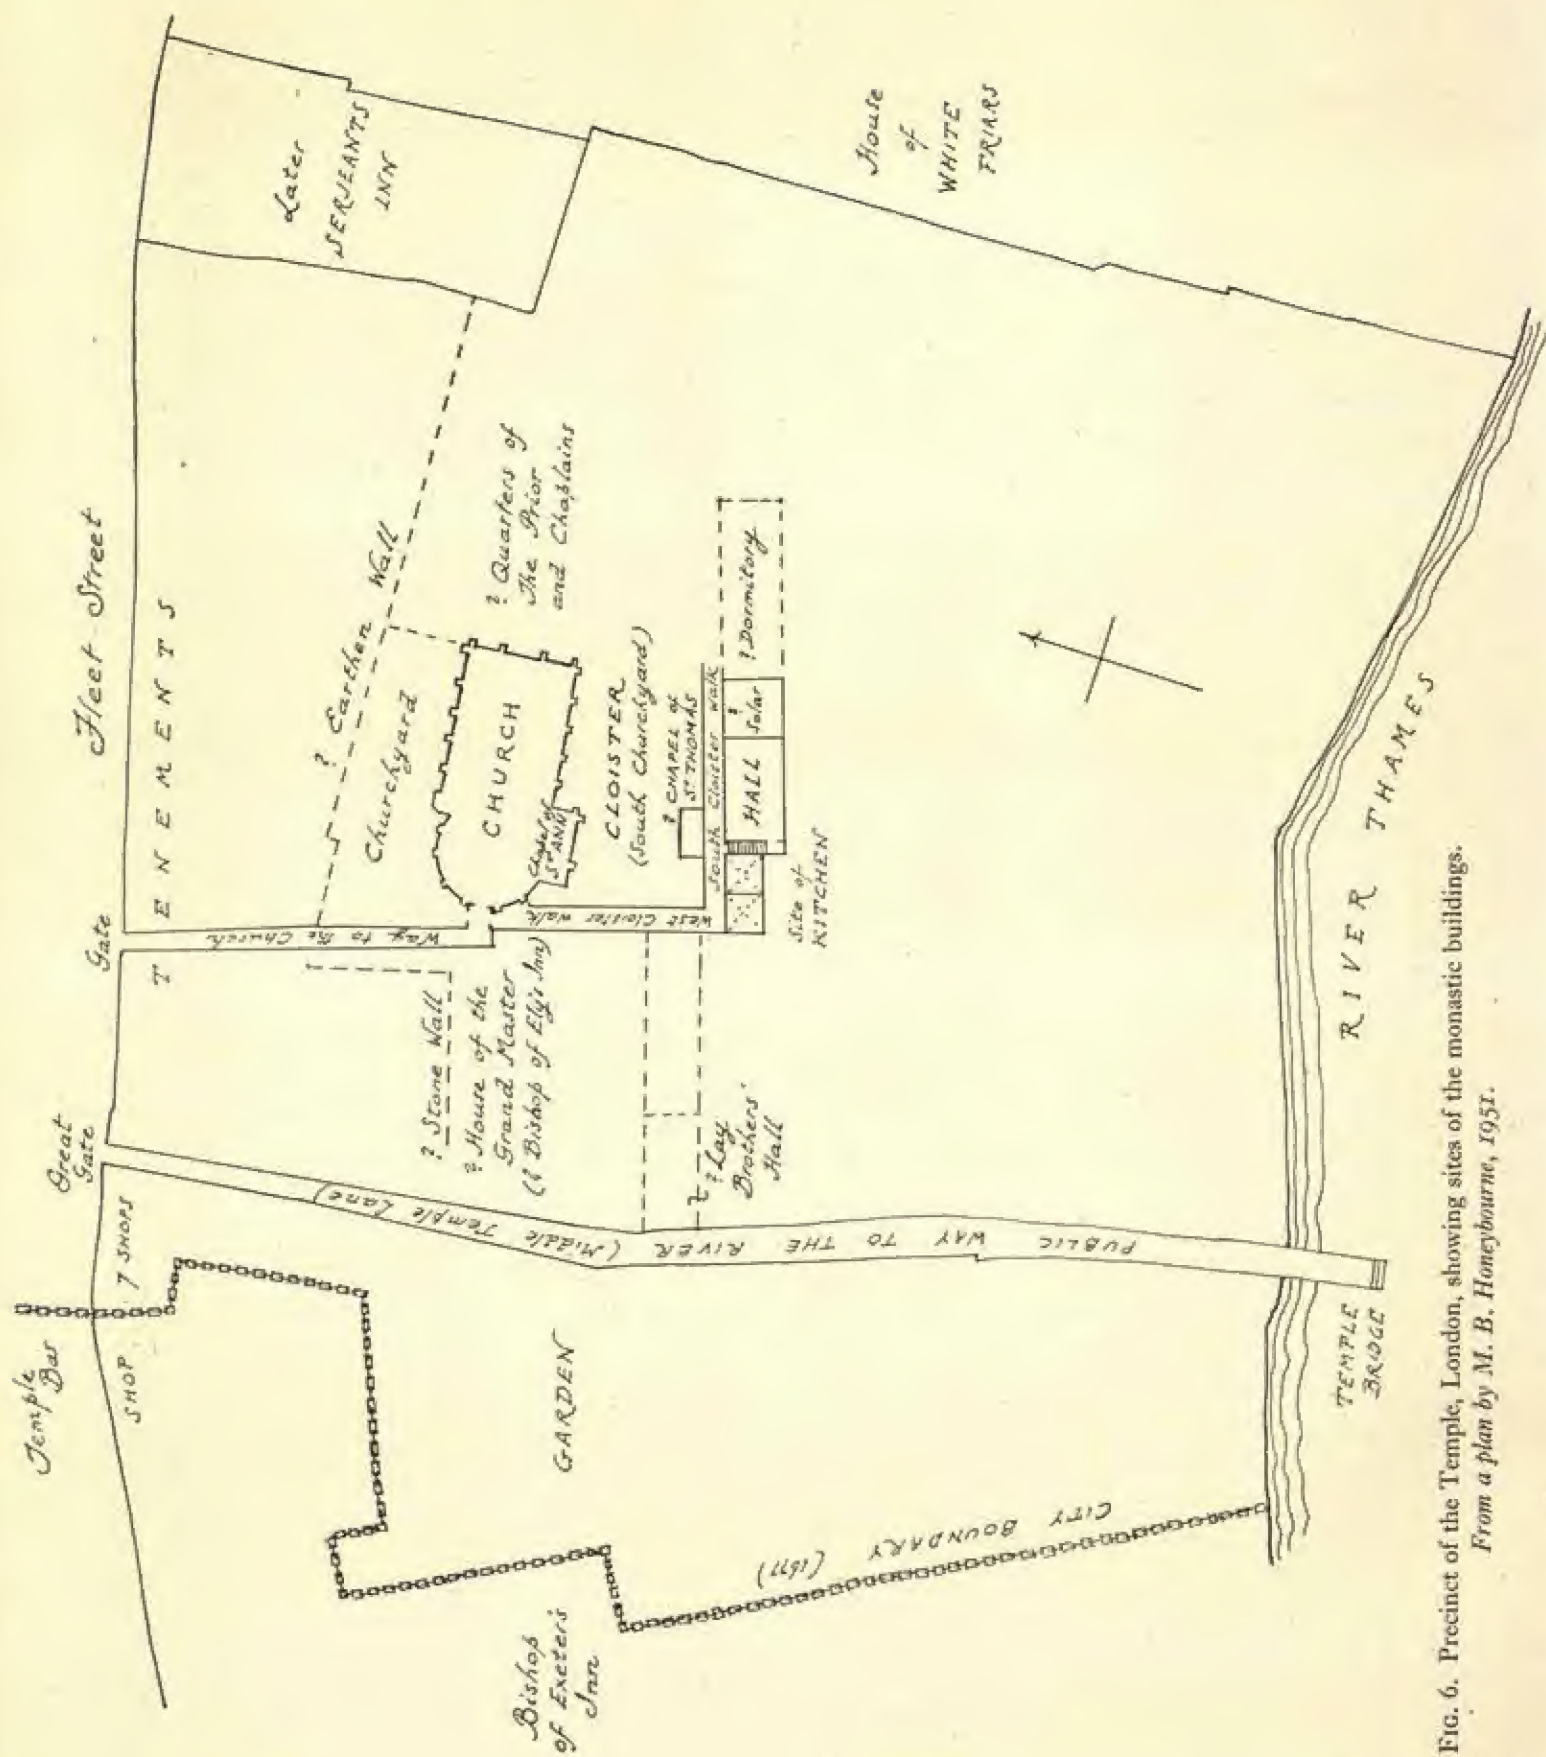 Temple
Bar
SHOP
7 SHOPS
Great
Gate
Gate
Fleet Street
TENEMENTS
Later
SERJEANTS
INN
Bishop
of Exeter's
Inn
GARDEN
CITY BOUNDARY (1677)
PUBLIC WAY TO THE RIVER (Middle Temple Lane)
? Stone Wall
? House of the
Grand Master
(? Bishop of Ely's Inn)
? Lay
Brothers'
Hall
Way to the Church
? Earthen Wall
Churchyard
CHURCH
Chapel of
St ANN
? Quarters of
The Prior
and Chaplains
West Cloister Walk
CLOISTER
(South Churchyard)
? CHAPEL of
St THOMAS
South Cloister Walk
HALL
?
Solar
? Dormitory
Site of
KITCHEN
House
of
WHITE
FRIARS
TEMPLE
BRIDGE
RIVER THAMES
FIG. 6. Precinct of the Temple, London, showing sites of the monastic buildings.
From a plan by M. B. Honeybourne, 1951.